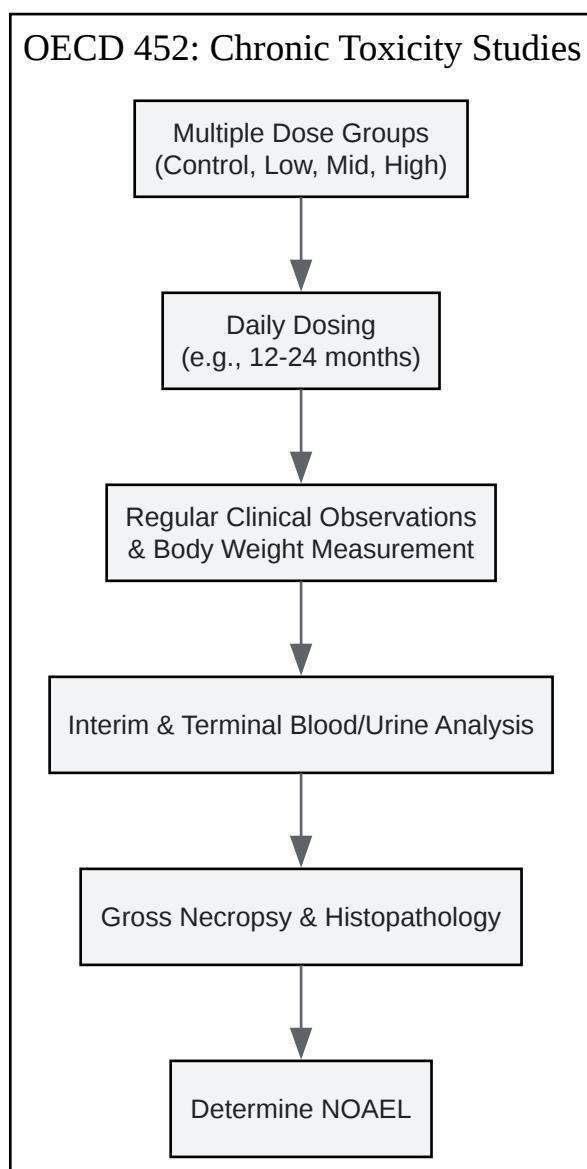 OECD 452: Chronic Toxicity Studies
Multiple Dose Groups
(Control, Low, Mid, High)
Daily Dosing
(e.g., 12-24 months)
Regular Clinical Observations
& Body Weight Measurement
Interim & Terminal Blood/Urine Analysis
Gross Necropsy & Histopathology
Determine NOAEL